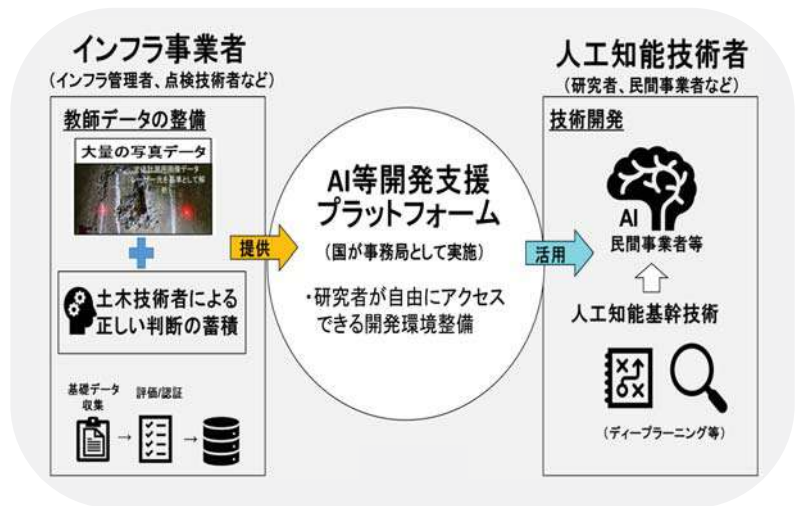 インフラ事業者
（インフラ管理者、点検技術者など）
教師データの整備
大量の写真データ
土木技術者による
正しい判断の蓄積
基礎データ
収集
評価/認証
提供
AI等開発支援
プラットフォーム
（国が事務局として実施）
・研究者が自由にアクセス
できる開発環境整備
活用
人工知能技術者
（研究者、民間事業者など）
技術開発
AI
民間事業者等
人工知能基幹技術
（ディープラーニング等）